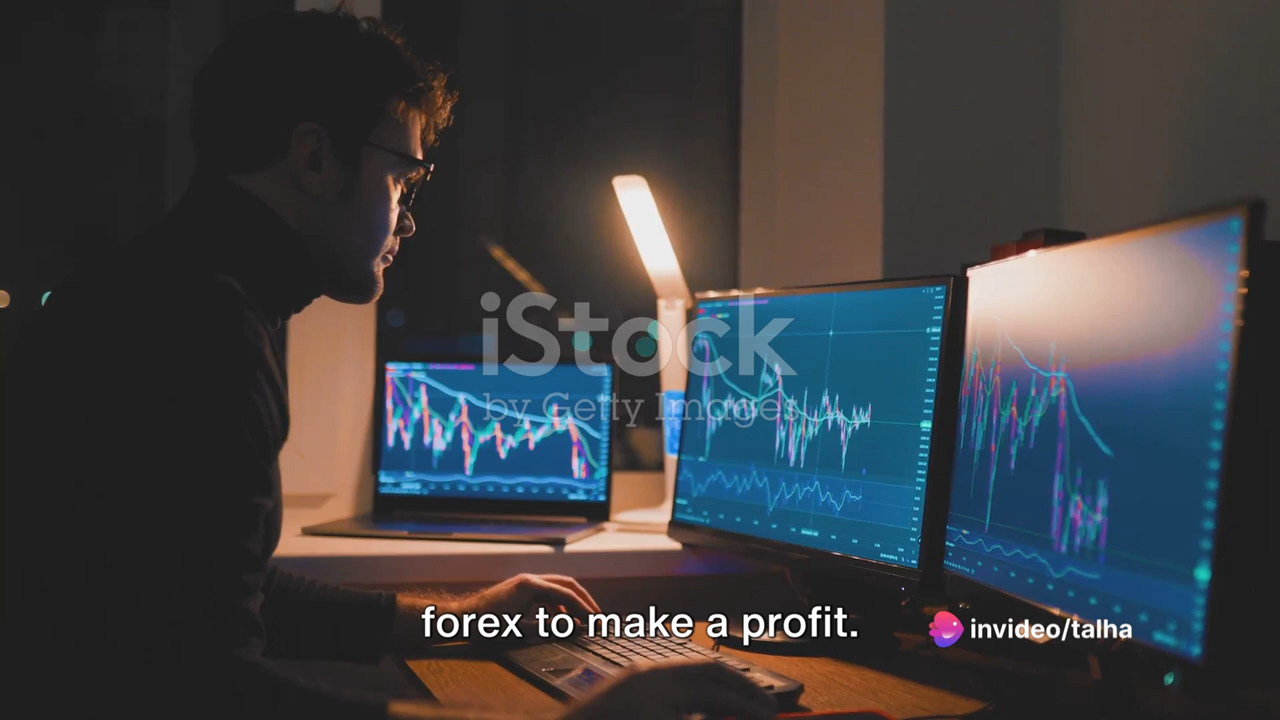 iStock
by Getty Images
forex to make a profit.
invideo/talha